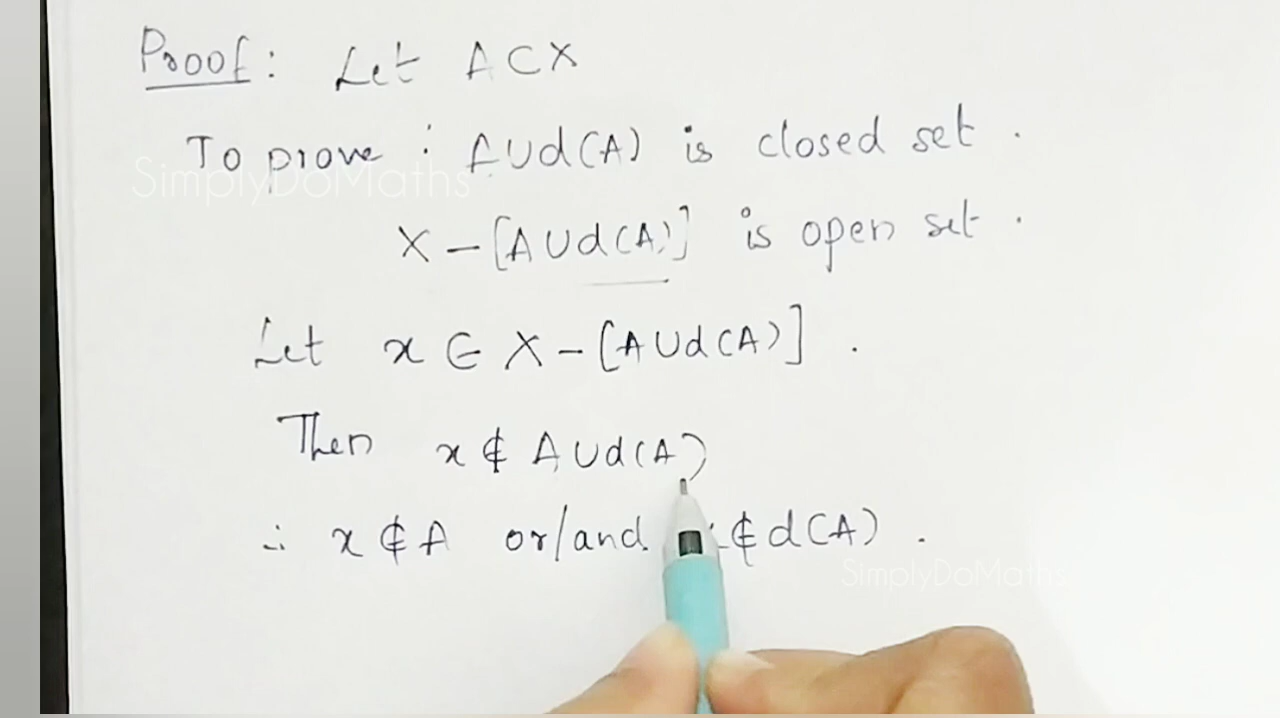 Proof: Let A ⊂ X
To prove: A ∪ d(A) is closed set.
SimplyDoMaths
X − [A ∪ d(A)] is open set.
Let x ∈ X − [A ∪ d(A)].
Then x ∉ A ∪ d(A)
∴ x ∉ A or/and x ∉ d(A).
SimplyDoMaths